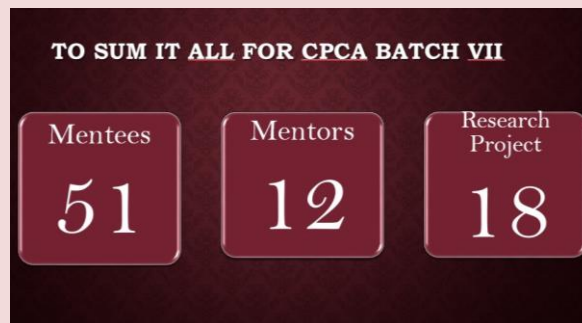 TO SUM IT ALL FOR CPCA BATCH VII
Mentees
51
Mentors
12
Research
Project
18